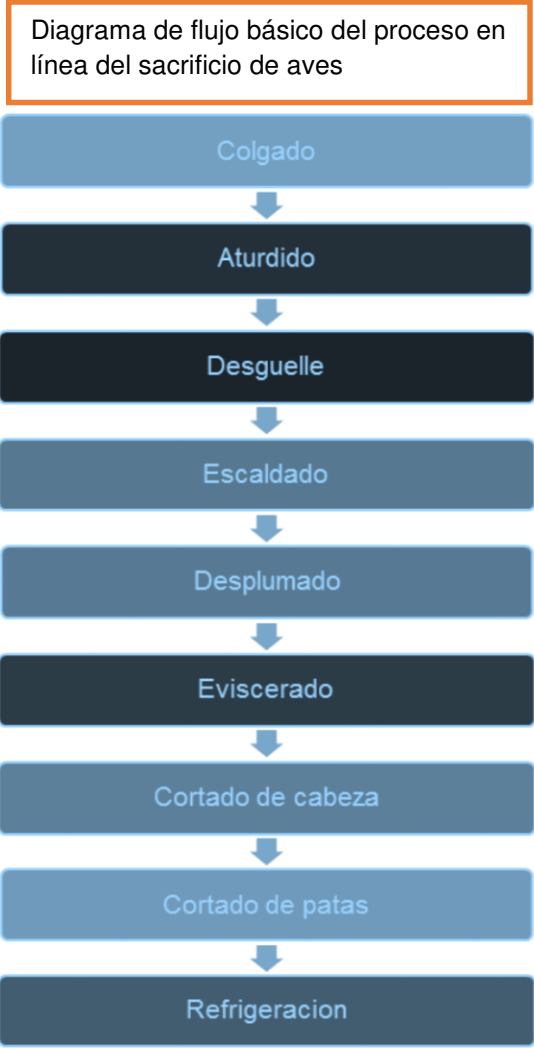 Diagrama de flujo básico del proceso en
línea del sacrificio de aves
Colgado
Aturdido
Desguelle
Escaldado
Desplumado
Eviscerado
Cortado de cabeza
Cortado de patas
Refrigeracion